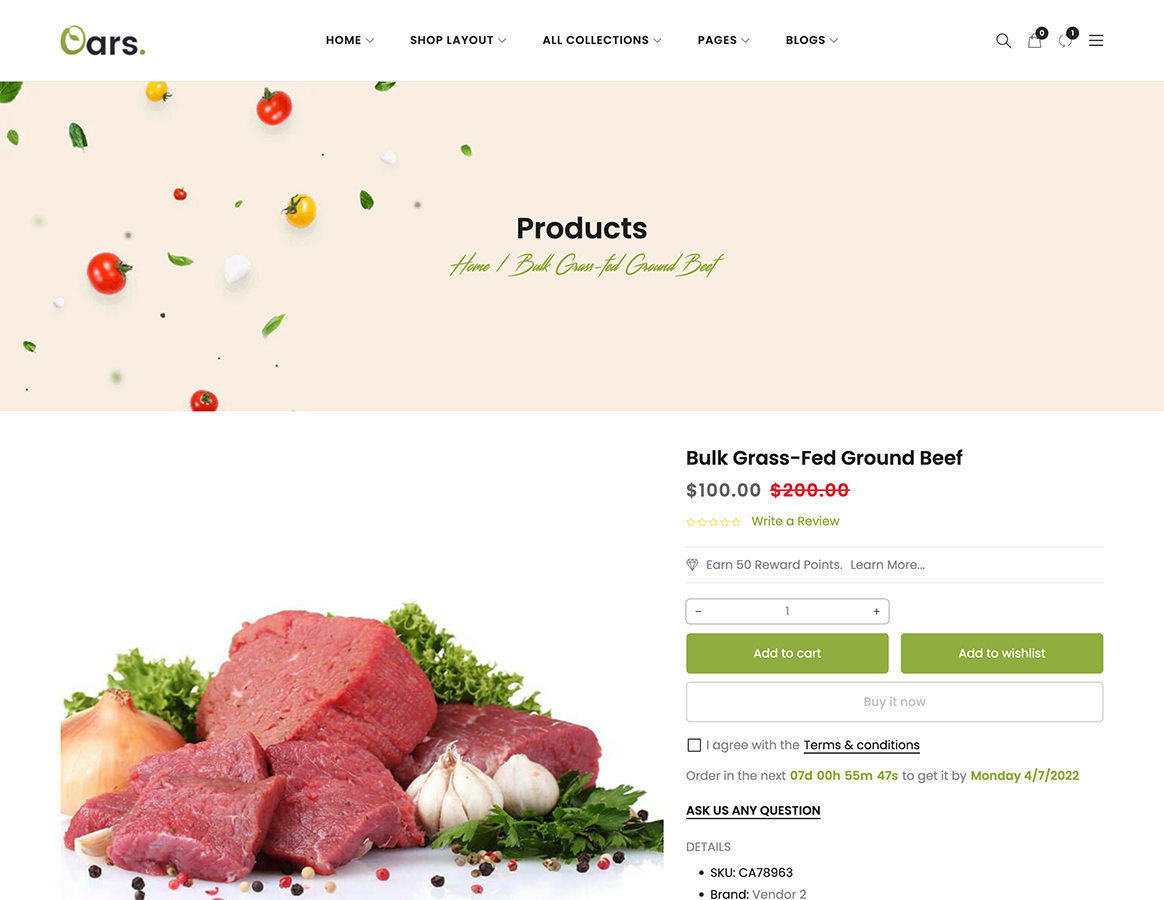 Oars.
HOME SHOP LAYOUT ALL COLLECTIONS PAGES BLOGS
0 1
Products
Home / Bulk Grass-Fed Ground Beef
Bulk Grass-Fed Ground Beef
$100.00 $200.00
Write a Review
Earn 50 Reward Points. Learn More...
− 1 +
Add to cart Add to wishlist
Buy it now
I agree with the Terms & conditions
Order in the next 07d 00h 55m 47s to get it by Monday 4/7/2022
ASK US ANY QUESTION
DETAILS
• SKU: CA78963
• Brand: Vendor 2